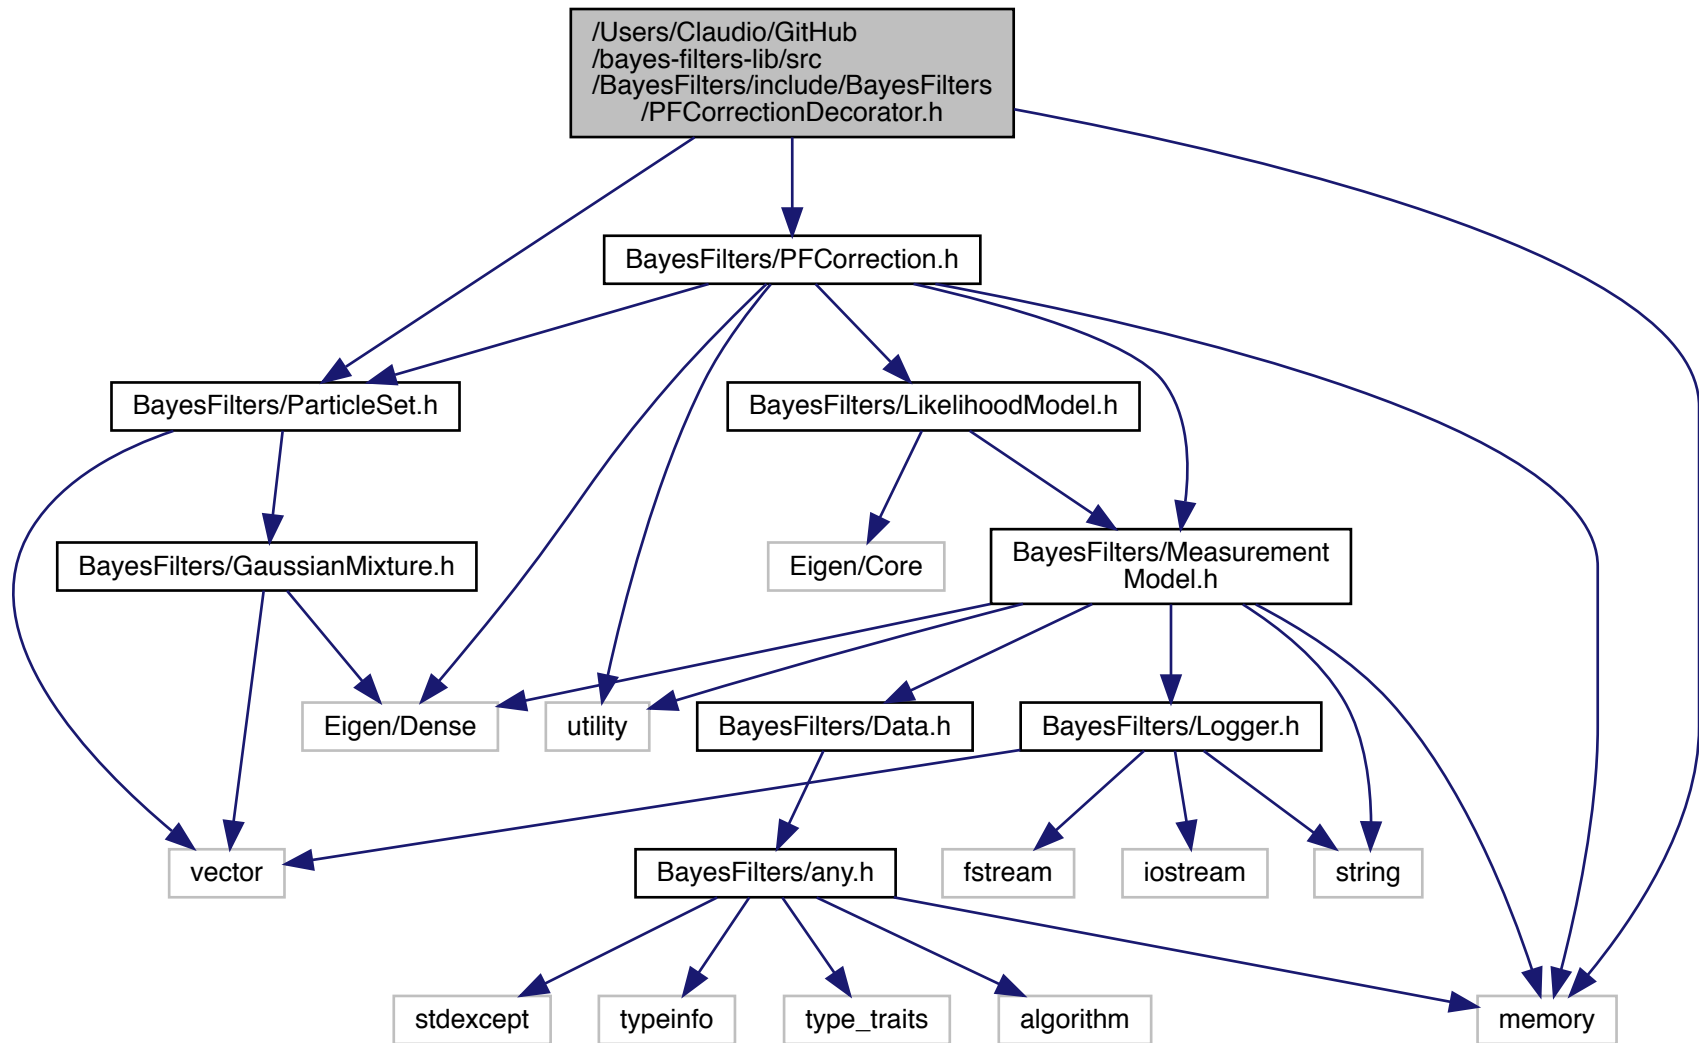 /Users/Claudio/GitHub
/bayes-filters-lib/src
/BayesFilters/include/BayesFilters
/PFCorrectionDecorator.h
BayesFilters/PFCorrection.h
BayesFilters/ParticleSet.h
BayesFilters/LikelihoodModel.h
BayesFilters/GaussianMixture.h
Eigen/Core
BayesFilters/Measurement
Model.h
Eigen/Dense
utility
BayesFilters/Data.h
BayesFilters/Logger.h
vector
BayesFilters/any.h
fstream
iostream
string
stdexcept
typeinfo
type_traits
algorithm
memory